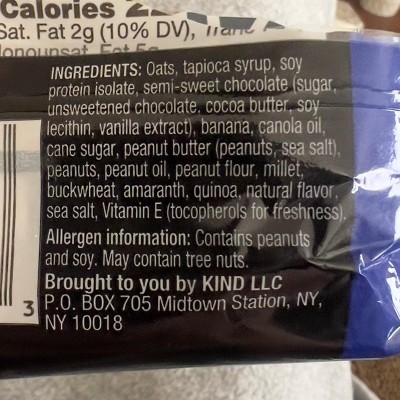 Calories
Sat. Fat 2g (10% DV), Trans
Monounsat. Fat 5g
INGREDIENTS: Oats, tapioca syrup, soy
protein isolate, semi-sweet chocolate (sugar,
unsweetened chocolate, cocoa butter, soy
lecithin, vanilla extract), banana, canola oil,
cane sugar, peanut butter (peanuts, sea salt),
peanuts, peanut oil, peanut flour, millet,
buckwheat, amaranth, quinoa, natural flavor,
sea salt, Vitamin E (tocopherols for freshness).
Allergen information: Contains peanuts
and soy. May contain tree nuts.
Brought to you by KIND LLC
P.O. BOX 705 Midtown Station, NY,
NY 10018
3